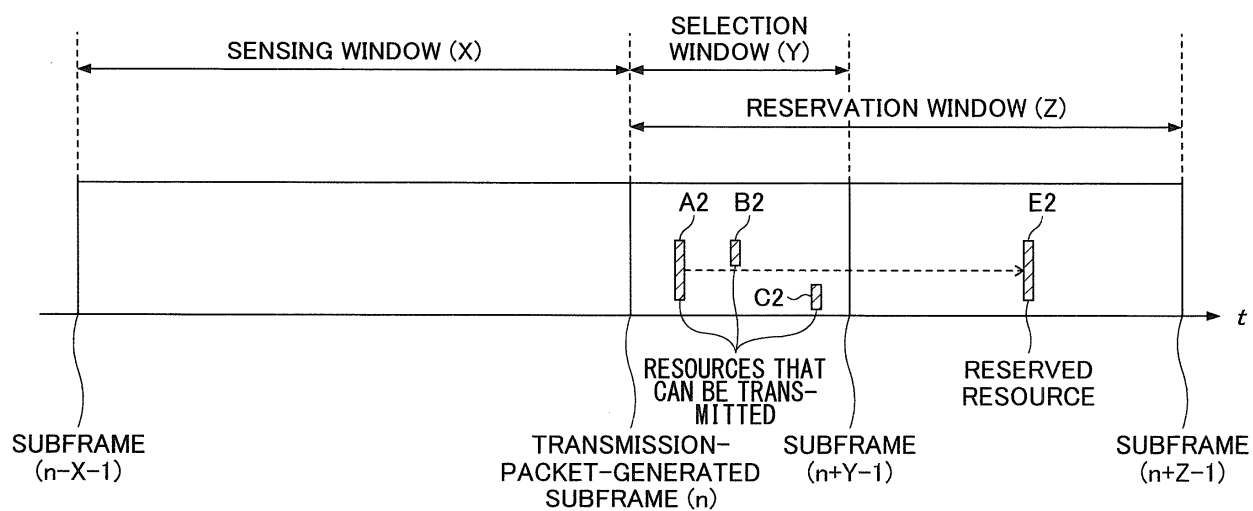 SENSING WINDOW (X)
SELECTION
WINDOW (Y)
RESERVATION WINDOW (Z)
A2
B2
E2
C2
t
RESOURCES THAT
CAN BE TRANS-
MITTED
RESERVED
RESOURCE
SUBFRAME
(n-X-1)
TRANSMISSION-
PACKET-GENERATED
SUBFRAME (n)
SUBFRAME
(n+Y-1)
SUBFRAME
(n+Z-1)